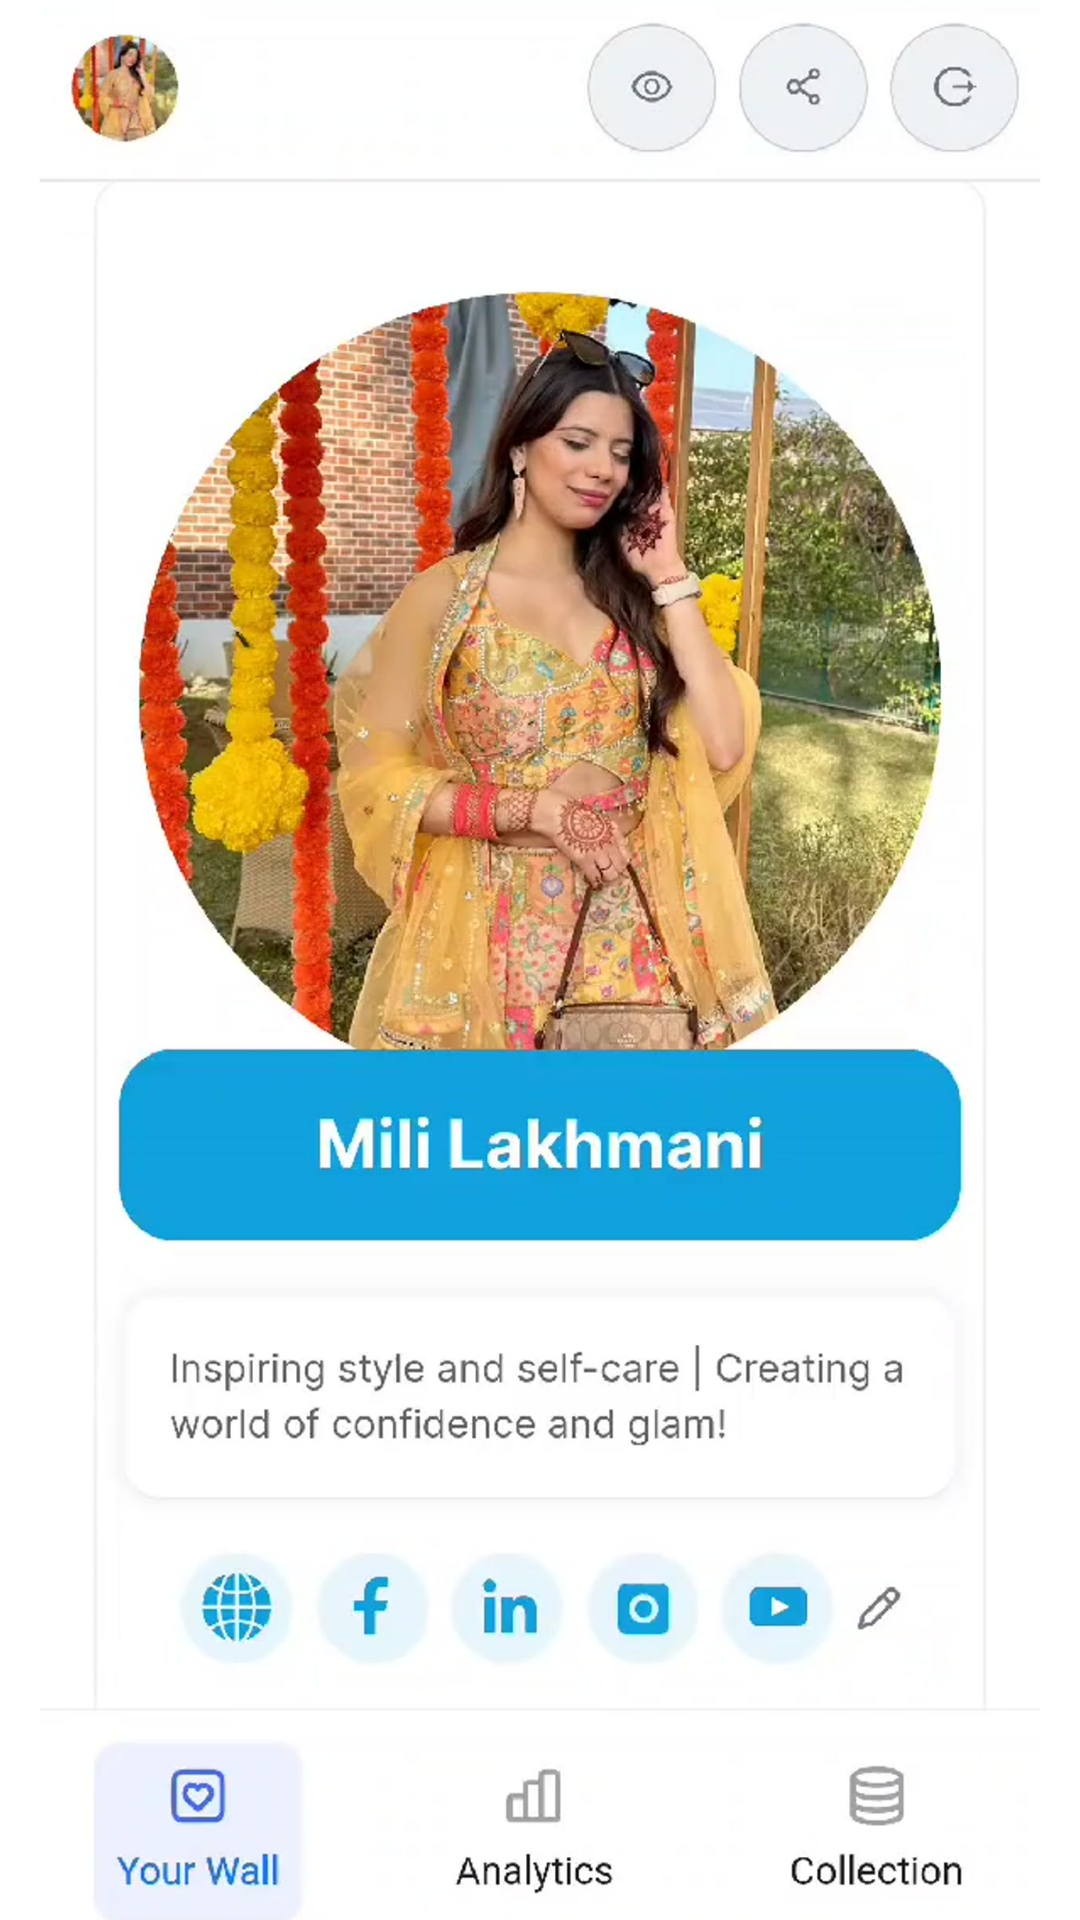 Mili Lakhmani
Inspiring style and self-care | Creating a
world of confidence and glam!
Your Wall
Analytics
Collection